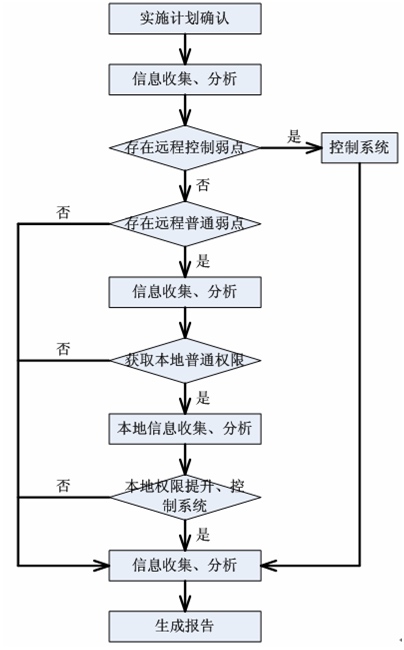 实施计划确认
信息收集、分析
存在远程控制弱点
是
控制系统
否
存在远程普通弱点
否
是
信息收集、分析
获取本地普通权限
否
是
本地信息收集、分析
本地权限提升、控
制系统
否
是
信息收集、分析
生成报告